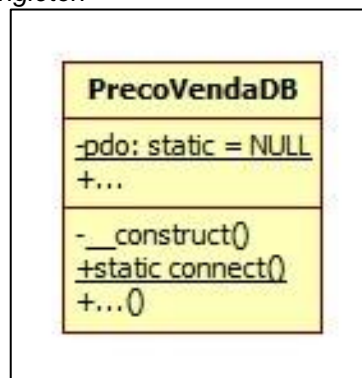 ngleton
PrecoVendaDB
-pdo: static = NULL
+...
-__construct()
+static connect()
+...()